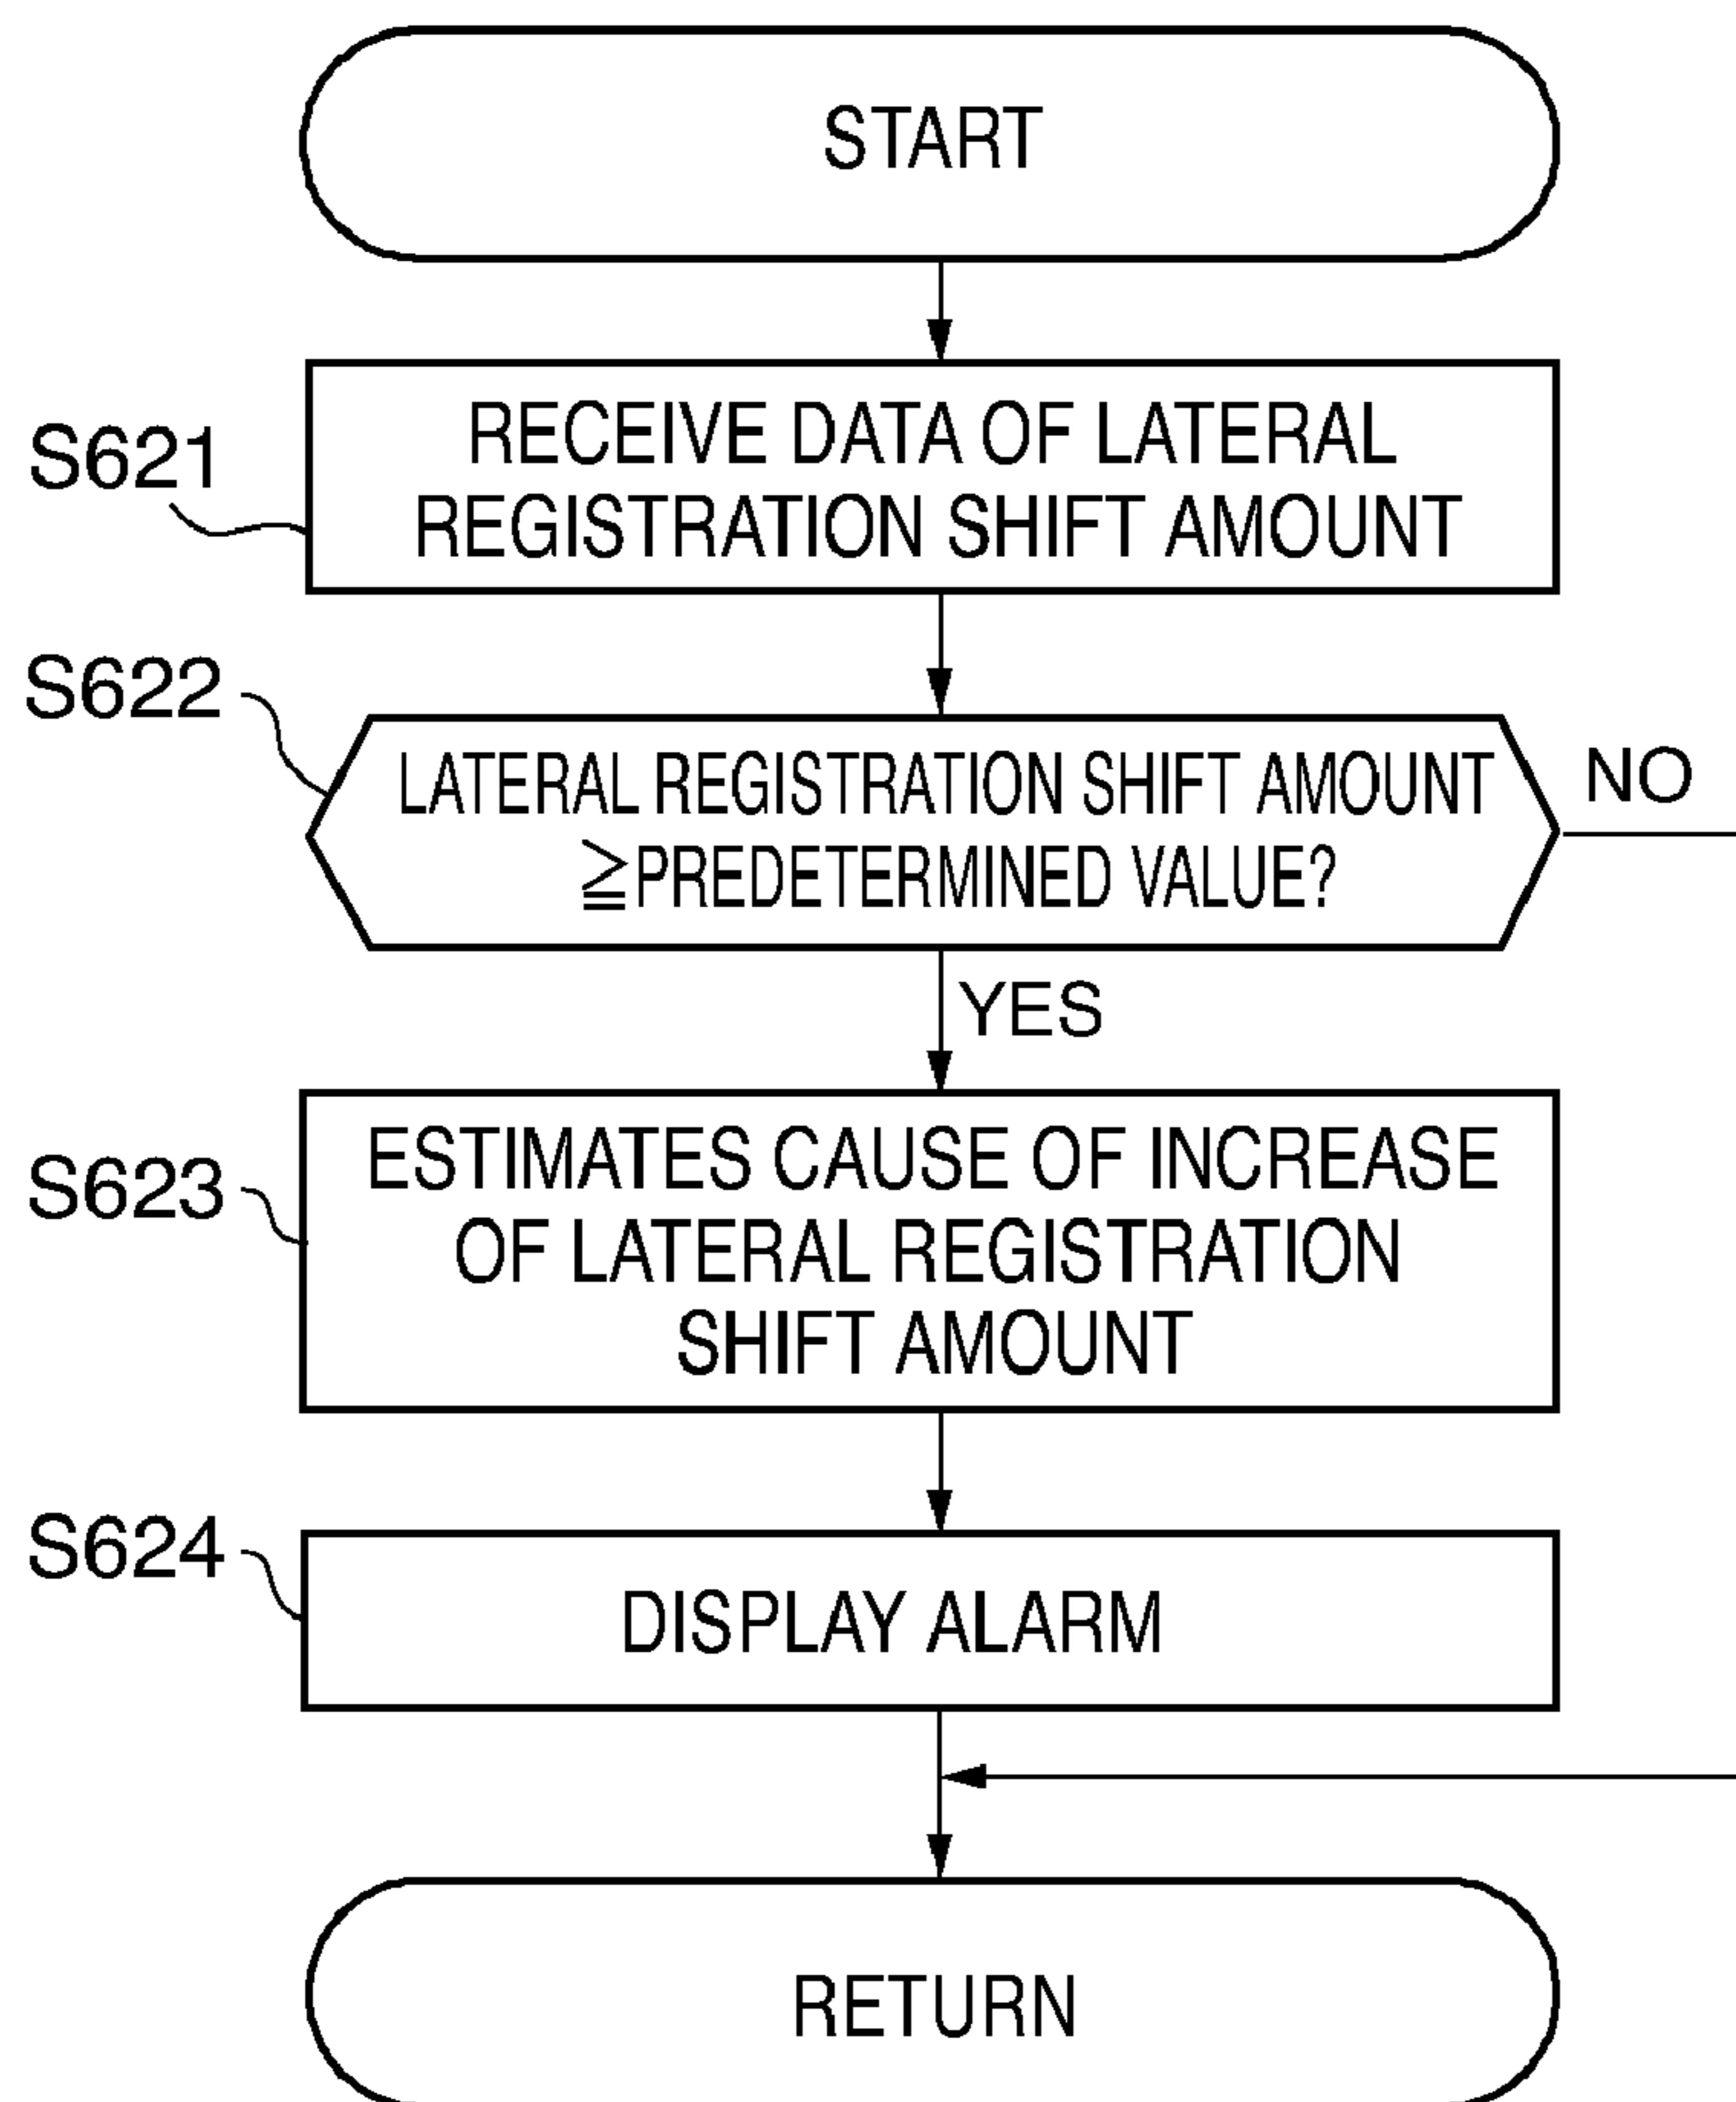 START
S621
RECEIVE DATA OF LATERAL
REGISTRATION SHIFT AMOUNT
S622
LATERAL REGISTRATION SHIFT AMOUNT
≧PREDETERMINED VALUE?
NO
YES
S623
ESTIMATES CAUSE OF INCREASE
OF LATERAL REGISTRATION
SHIFT AMOUNT
S624
DISPLAY ALARM
RETURN